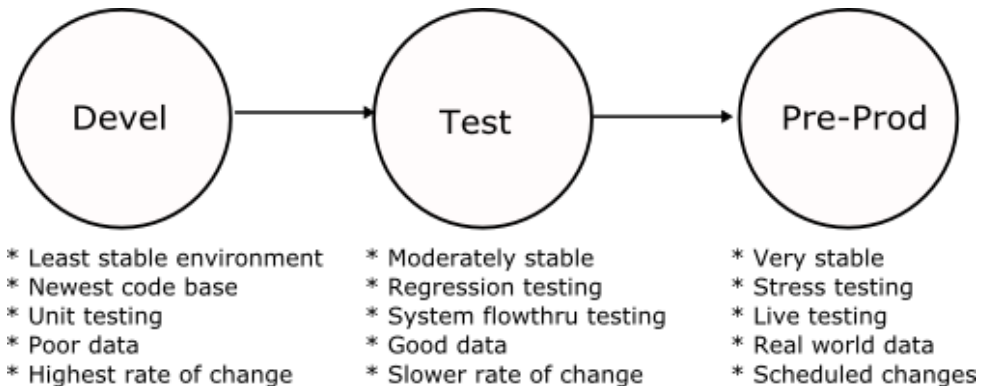 Devel
Test
Pre-Prod
* Least stable environment
* Newest code base
* Unit testing
* Poor data
* Highest rate of change
* Moderately stable
* Regression testing
* System flowthru testing
* Good data
* Slower rate of change
* Very stable
* Stress testing
* Live testing
* Real world data
* Scheduled changes